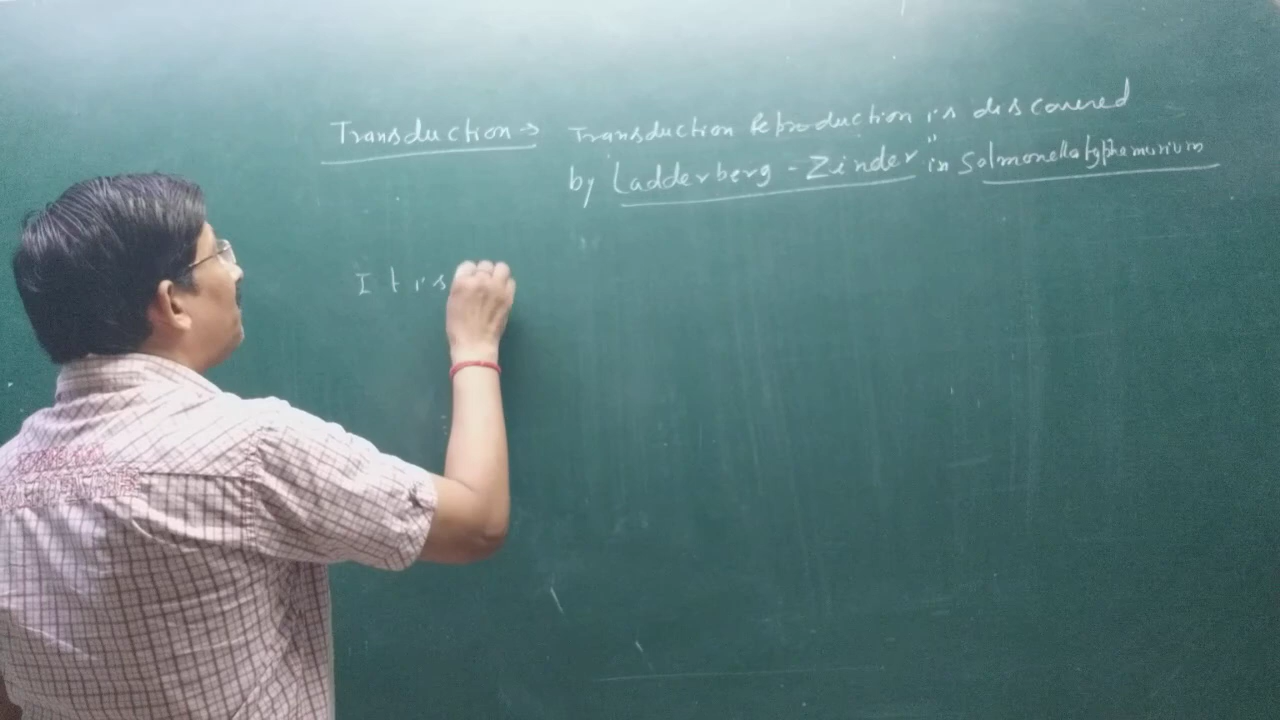 Transduction → Transduction Reproduction is discovered
by Ladderberg - Zinder in Salmonella typhemurium
It is